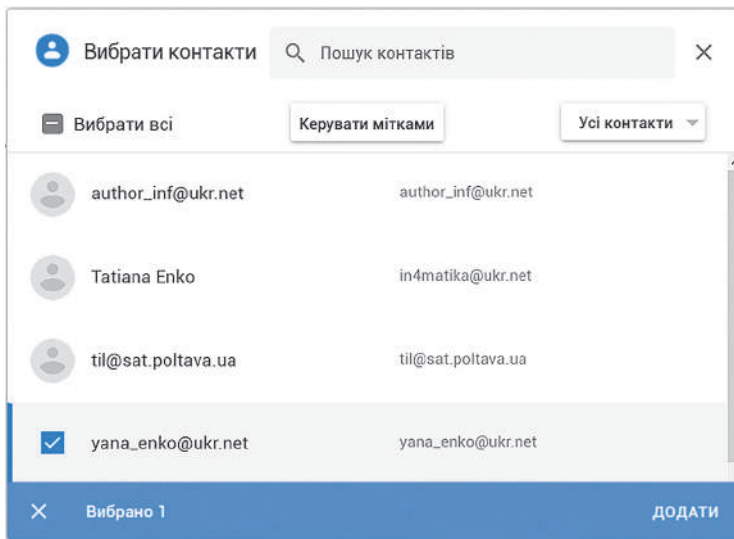 Вибрати контакти Пошук контактів
Вибрати всі Керувати мітками Усі контакти
author_inf@ukr.net author_inf@ukr.net
Tatiana Enko in4matika@ukr.net
til@sat.poltava.ua til@sat.poltava.ua
yana_enko@ukr.net yana_enko@ukr.net
Вибрано 1 ДОДАТИ